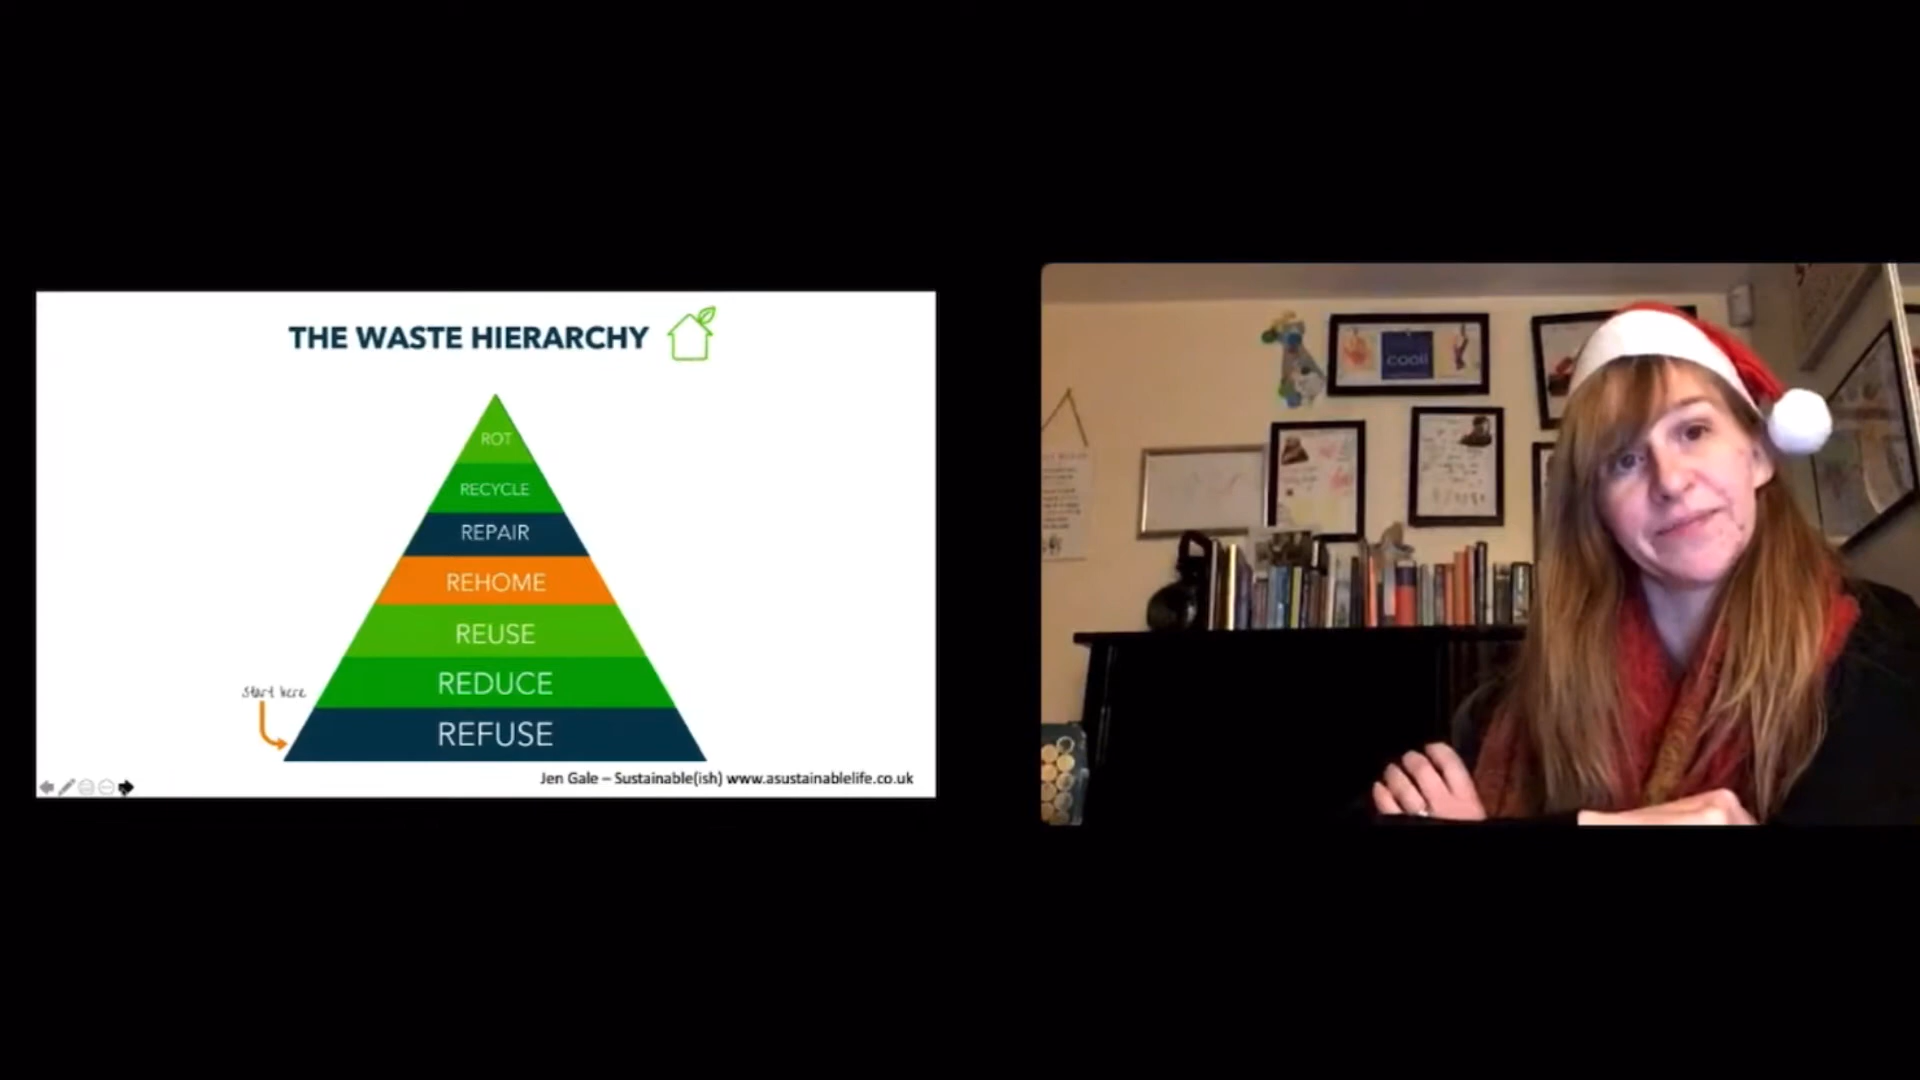 THE WASTE HIERARCHY
ROT
RECYCLE
REPAIR
REHOME
REUSE
REDUCE
Start here
REFUSE
Jen Gale – Sustainable(ish) www.asustainablelife.co.uk
cool